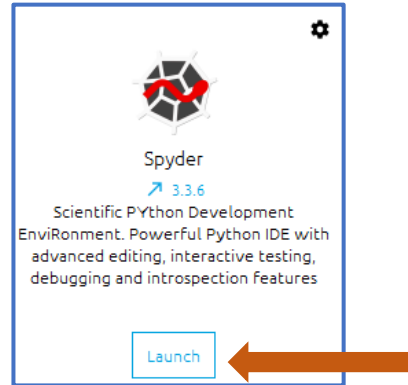 Spyder
3.3.6
Scientific PYthon Development
EnviRonment. Powerful Python IDE with
advanced editing, interactive testing,
debugging and introspection features
Launch